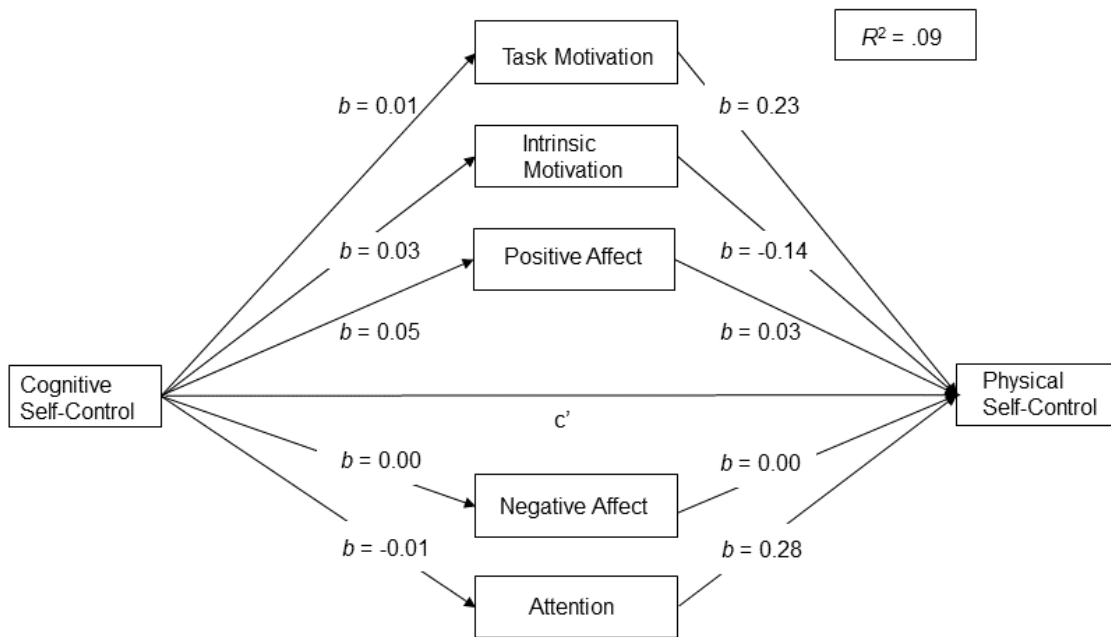 R² = .09
Task Motivation
b = 0.01
b = 0.23
Intrinsic
Motivation
b = 0.03
b = -0.14
Positive Affect
b = 0.05
b = 0.03
Cognitive
Self-Control
Physical
Self-Control
c’
b = 0.00
b = 0.00
Negative Affect
b = -0.01
b = 0.28
Attention